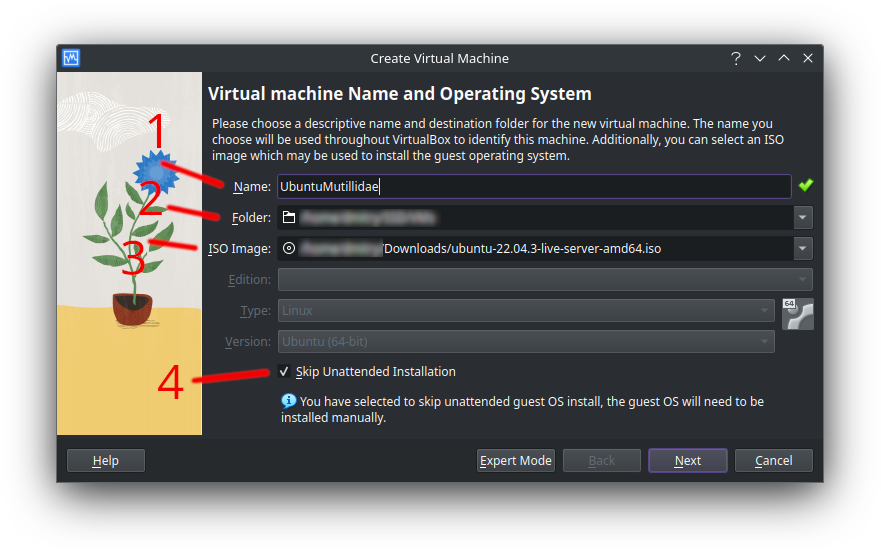 Create Virtual Machine
Virtual machine Name and Operating System
Please choose a descriptive name and destination folder for the new virtual machine. The name you
choose will be used throughout VirtualBox to identify this machine. Additionally, you can select an ISO
image which may be used to install the guest operating system.
1
Name: UbuntuMutillidae
2
Folder:
3
ISO Image: /Downloads/ubuntu-22.04.3-live-server-amd64.iso
Edition:
Type: Linux
64
Version: Ubuntu (64-bit)
4
Skip Unattended Installation
You have selected to skip unattended guest OS install, the guest OS will need to be
installed manually.
Help Expert Mode Back Next Cancel